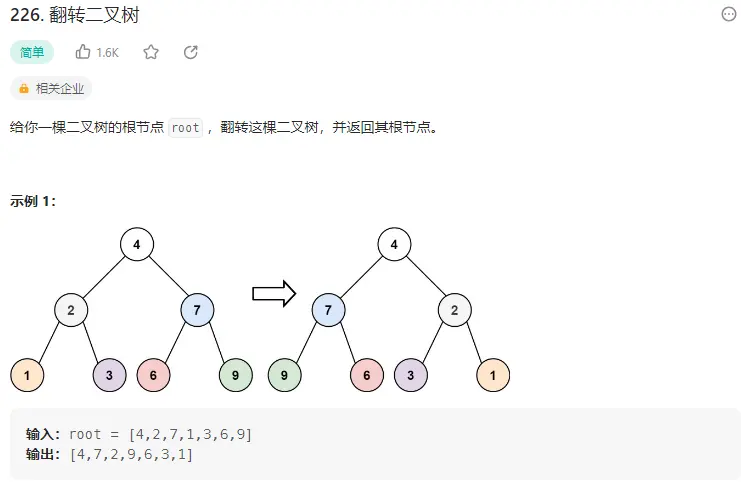 226. 翻转二叉树
简单 1.6K
相关企业
给你一棵二叉树的根节点 root ，翻转这棵二叉树，并返回其根节点。
示例 1：
4 4
2 7 7 2
1 3 6 9 9 6 3 1
输入：root = [4,2,7,1,3,6,9]
输出：[4,7,2,9,6,3,1]